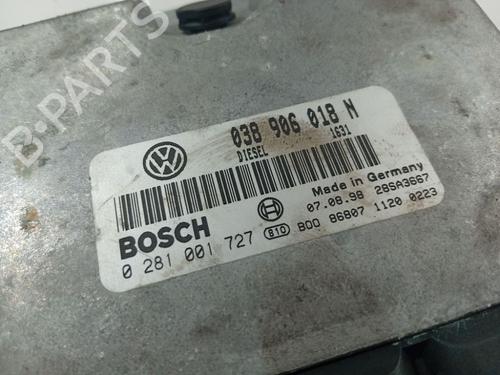 B-PARTS
038 906 018 N
DIESEL 1631
Made in Germany
BOSCH
07.08.98 28SA3667
0 281 001 727 B10 B00 86807 1120 0223